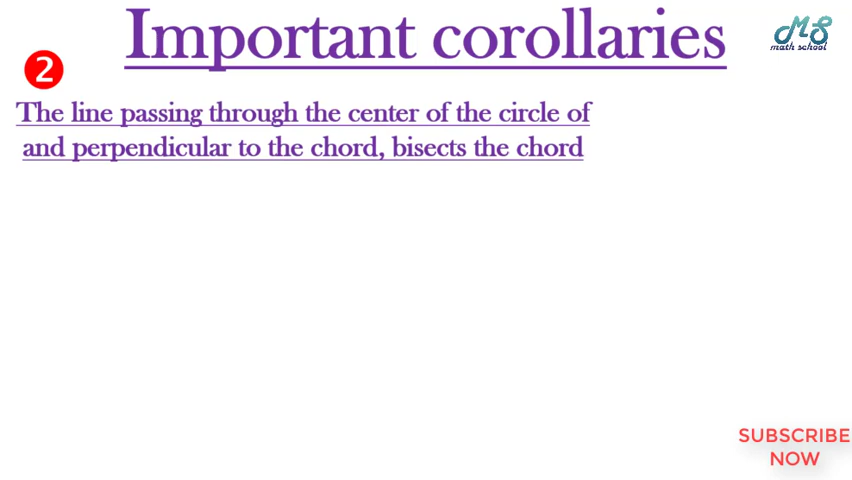 Important corollaries
MS
math school
2
The line passing through the center of the circle of
and perpendicular to the chord, bisects the chord
SUBSCRIBE
NOW